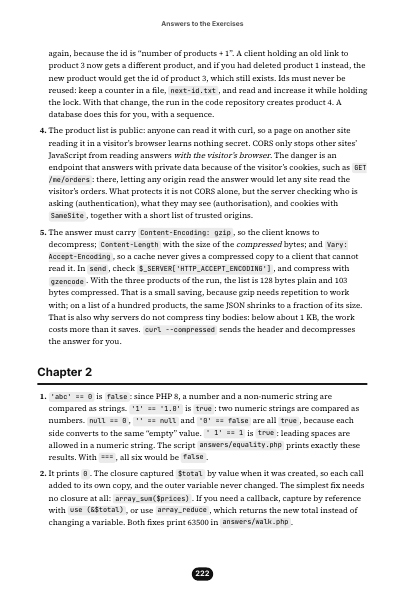 Answers to the Exercises
again, because the id is “number of products + 1”. A client holding an old link to
product 3 now gets a different product, and if you had deleted product 1 instead, the
new product would get the id of product 3, which still exists. Ids must never be
reused: keep a counter in a file, next-id.txt, and read and increase it while holding
the lock. With that change, the run in the code repository creates product 4. A
database does this for you, with a sequence.
4. The product list is public: anyone can read it with curl, so a page on another site
reading it in a visitor’s browser learns nothing secret. CORS only stops other sites’
JavaScript from reading answers with the visitor’s browser. The danger is an
endpoint that answers with private data because of the visitor’s cookies, such as GET
/me/orders: there, letting any origin read the answer would let any site read the
visitor’s orders. What protects it is not CORS alone, but the server checking who is
asking (authentication), what they may see (authorisation), and cookies with
SameSite, together with a short list of trusted origins.
5. The answer must carry Content-Encoding: gzip, so the client knows to
decompress; Content-Length with the size of the compressed bytes; and Vary:
Accept-Encoding, so a cache never gives a compressed copy to a client that cannot
read it. In send, check $_SERVER['HTTP_ACCEPT_ENCODING'], and compress with
gzencode. With the three products of the run, the list is 128 bytes plain and 103
bytes compressed. That is a small saving, because gzip needs repetition to work
with; on a list of a hundred products, the same JSON shrinks to a fraction of its size.
That is also why servers do not compress tiny bodies: below about 1 KB, the work
costs more than it saves. curl --compressed sends the header and decompresses
the answer for you.
Chapter 2
1. 'abc' == 0 is false: since PHP 8, a number and a non-numeric string are
compared as strings. '1' == '1.0' is true: two numeric strings are compared as
numbers. null == 0, '' == null and '0' == false are all true, because each
side converts to the same “empty” value. ' 1' == 1 is true: leading spaces are
allowed in a numeric string. The script answers/equality.php prints exactly these
results. With ===, all six would be false.
2. It prints 0. The closure captured $total by value when it was created, so each call
added to its own copy, and the outer variable never changed. The simplest fix needs
no closure at all: array_sum($prices). If you need a callback, capture by reference
with use (&$total), or use array_reduce, which returns the new total instead of
changing a variable. Both fixes print 63500 in answers/walk.php.
222